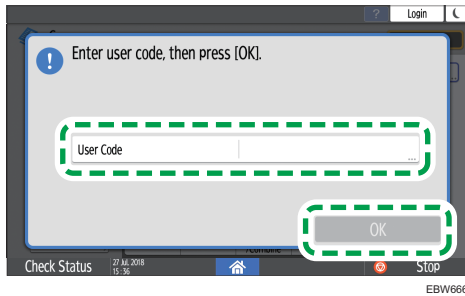 ? Login
Enter user code, then press [OK].
User Code ...
OK
/Combine
Check Status 27 Jul. 2018 15:36 Stop
EBW666